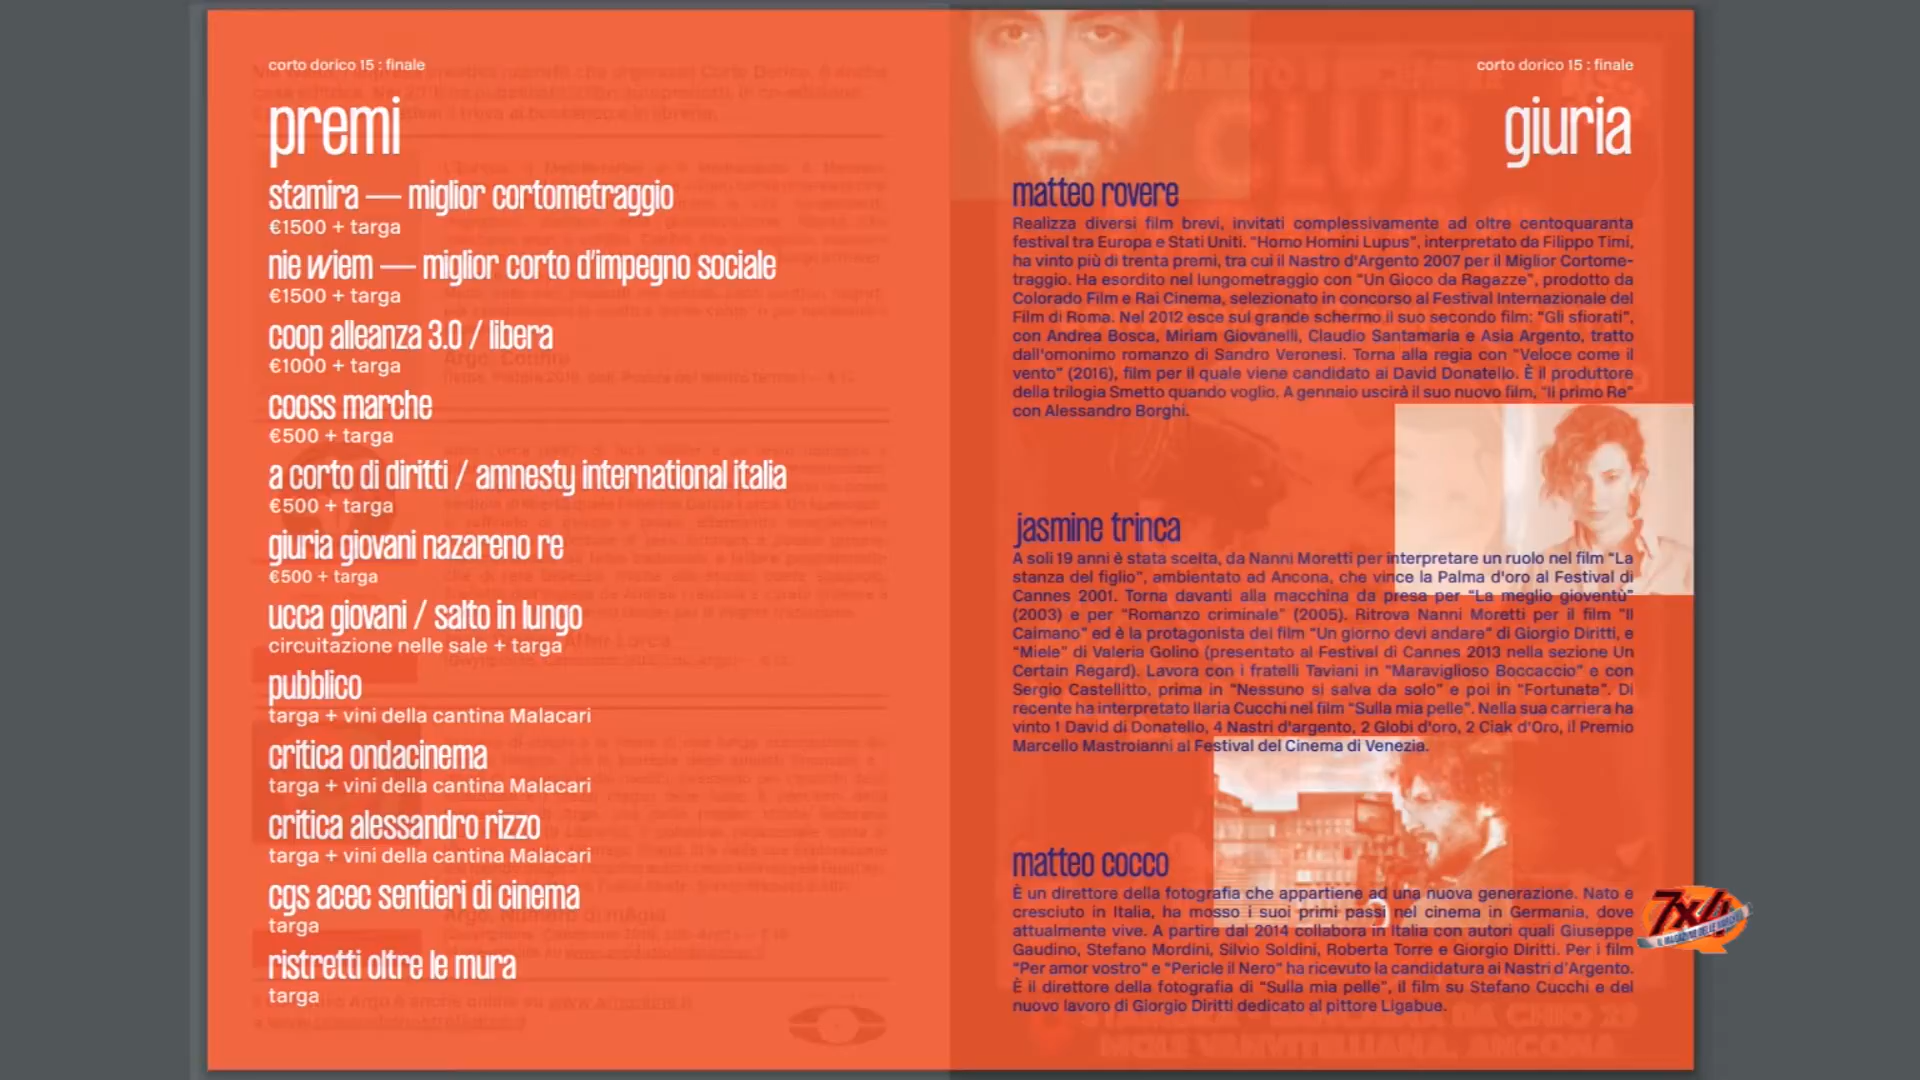 corto dorico 15 : finale
premi
stamira — miglior cortometraggio
€1500 + targa
nie wiem — miglior corto d'impegno sociale
€1500 + targa
coop alleanza 3.0 / libera
€1000 + targa
cooss marche
€500 + targa
a corto di diritti / amnesty international italia
€500 + targa
giuria giovani nazareno re
€500 + targa
ucca giovani / salto in lungo
circuitazione nelle sale + targa
pubblico
targa + vini della cantina Malacari
critica ondacinema
targa + vini della cantina Malacari
critica alessandro rizzo
targa + vini della cantina Malacari
cgs acec sentieri di cinema
targa
ristretti oltre le mura
targa
corto dorico 15 : finale
giuria
CLUB
matteo rovere
Realizza diversi film brevi, invitati complessivamente ad oltre centoquaranta
festival tra Europa e Stati Uniti. "Homo Homini Lupus", interpretato da Filippo Timi,
ha vinto più di trenta premi, tra cui il Nastro d'Argento 2007 per il Miglior Cortome-
traggio. Ha esordito nel lungometraggio con "Un Gioco da Ragazze", prodotto da
Colorado Film e Rai Cinema, selezionato in concorso al Festival Internazionale del
Film di Roma. Nel 2012 esce sul grande schermo il suo secondo film: "Gli sfiorati",
con Andrea Bosca, Miriam Giovanelli, Claudio Santamaria e Asia Argento, tratto
dall'omonimo romanzo di Sandro Veronesi. Torna alla regia con "Veloce come il
vento" (2016), film per il quale viene candidato ai David Donatello. È il produttore
della trilogia Smetto quando voglio. A gennaio uscirà il suo nuovo film, "Il primo Re"
con Alessandro Borghi.
jasmine trinca
A soli 19 anni è stata scelta, da Nanni Moretti per interpretare un ruolo nel film "La
stanza del figlio", ambientato ad Ancona, che vince la Palma d'oro al Festival di
Cannes 2001. Torna davanti alla macchina da presa per "La meglio gioventù"
(2003) e per "Romanzo criminale" (2005). Ritrova Nanni Moretti per il film "Il
Caimano" ed è la protagonista dei film "Un giorno devi andare" di Giorgio Diritti, e
"Miele" di Valeria Golino (presentato al Festival di Cannes 2013 nella sezione Un
Certain Regard). Lavora con i fratelli Taviani in "Maraviglioso Boccaccio" e con
Sergio Castellitto, prima in "Nessuno si salva da solo" e poi in "Fortunata". Di
recente ha interpretato Ilaria Cucchi nel film "Sulla mia pelle". Nella sua carriera ha
vinto 1 David di Donatello, 4 Nastri d'argento, 2 Globi d'oro, 2 Ciak d'Oro, il Premio
Marcello Mastroianni al Festival del Cinema di Venezia.
matteo cocco
È un direttore della fotografia che appartiene ad una nuova generazione. Nato e
cresciuto in Italia, ha mosso i suoi primi passi nel cinema in Germania, dove
attualmente vive. A partire dal 2014 collabora in Italia con autori quali Giuseppe
Gaudino, Stefano Mordini, Silvio Soldini, Roberta Torre e Giorgio Diritti. Per i film
"Per amor vostro" e "Pericle il Nero" ha ricevuto la candidatura ai Nastri d'Argento.
È il direttore della fotografia di "Sulla mia pelle", il film su Stefano Cucchi e del
nuovo lavoro di Giorgio Diritti dedicato al pittore Ligabue.
MOLE VANVITELLIANA, ANCONA
7x4